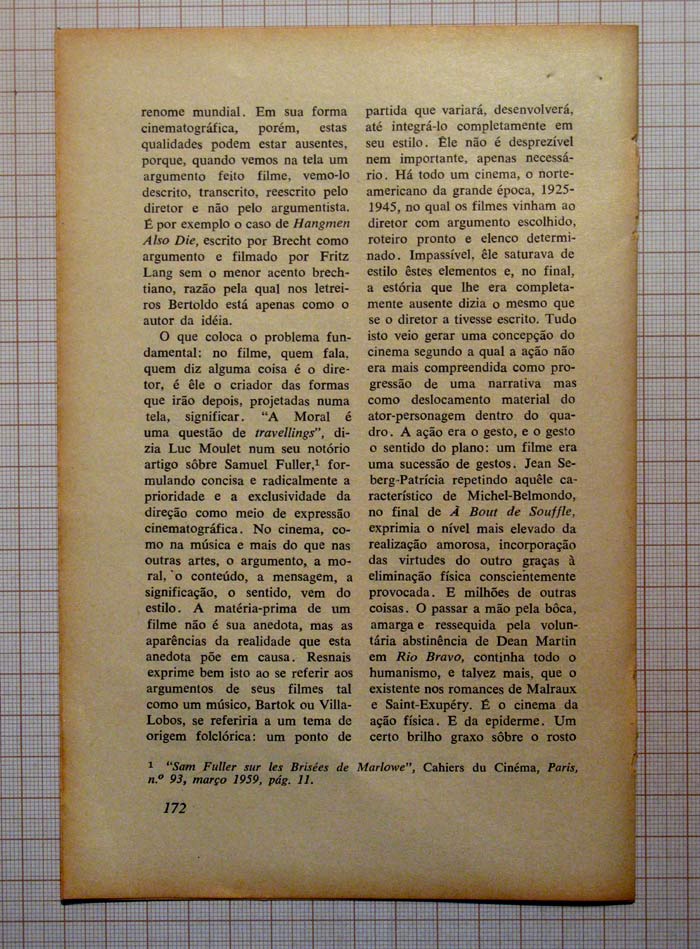 renome mundial. Em sua forma
cinematográfica, porém, estas
qualidades podem estar ausentes,
porque, quando vemos na tela um
argumento feito filme, vemo-lo
descrito, transcrito, reescrito pelo
diretor e não pelo argumentista.
É por exemplo o caso de Hangmen
Also Die, escrito por Brecht como
argumento e filmado por Fritz
Lang sem o menor acento brech-
tiano, razão pela qual nos letrei-
ros Bertoldo está apenas como o
autor da idéia.
O que coloca o problema fun-
damental: no filme, quem fala,
quem diz alguma coisa é o dire-
tor, é êle o criador das formas
que irão depois, projetadas numa
tela, significar. "A Moral é
uma questão de travellings", di-
zia Luc Moulet num seu notório
artigo sôbre Samuel Fuller,¹ for-
mulando concisa e radicalmente a
prioridade e a exclusividade da
direção como meio de expressão
cinematográfica. No cinema, co-
mo na música e mais do que nas
outras artes, o argumento, a mo-
ral, o conteúdo, a mensagem, a
significação, o sentido, vem do
estilo. A matéria-prima de um
filme não é sua anedota, mas as
aparências da realidade que esta
anedota põe em causa. Resnais
exprime bem isto ao se referir aos
argumentos de seus filmes tal
como um músico, Bartok ou Villa-
Lobos, se referiria a um tema de
origem folclórica: um ponto de
partida que variará, desenvolverá,
até integrá-lo completamente em
seu estilo. Êle não é desprezível
nem importante, apenas necessá-
rio. Há todo um cinema, o norte-
americano da grande época, 1925-
1945, no qual os filmes vinham ao
diretor com argumento escolhido,
roteiro pronto e elenco determi-
nado. Impassível, êle saturava de
estilo êstes elementos e, no final,
a estória que lhe era completa-
mente ausente dizia o mesmo que
se o diretor a tivesse escrito. Tudo
isto veio gerar uma concepção do
cinema segundo a qual a ação não
era mais compreendida como pro-
gressão de uma narrativa mas
como deslocamento material do
ator-personagem dentro do qua-
dro. A ação era o gesto, e o gesto
o sentido do plano: um filme era
uma sucessão de gestos. Jean Se-
berg-Patrícia repetindo aquêle ca-
racterístico de Michel-Belmondo,
no final de À Bout de Souffle,
exprimia o nível mais elevado da
realização amorosa, incorporação
das virtudes do outro graças à
eliminação física conscientemente
provocada. E milhões de outras
coisas. O passar a mão pela bôca,
amarga e ressequida pela volun-
tária abstinência de Dean Martin
em Rio Bravo, continha todo o
humanismo, e talvez mais, que o
existente nos romances de Malraux
e Saint-Exupéry. É o cinema da
ação física. E da epiderme. Um
certo brilho graxo sôbre o rosto
¹ "Sam Fuller sur les Brisées de Marlowe", Cahiers du Cinéma, Paris,
n.º 93, março 1959, pág. 11.
172